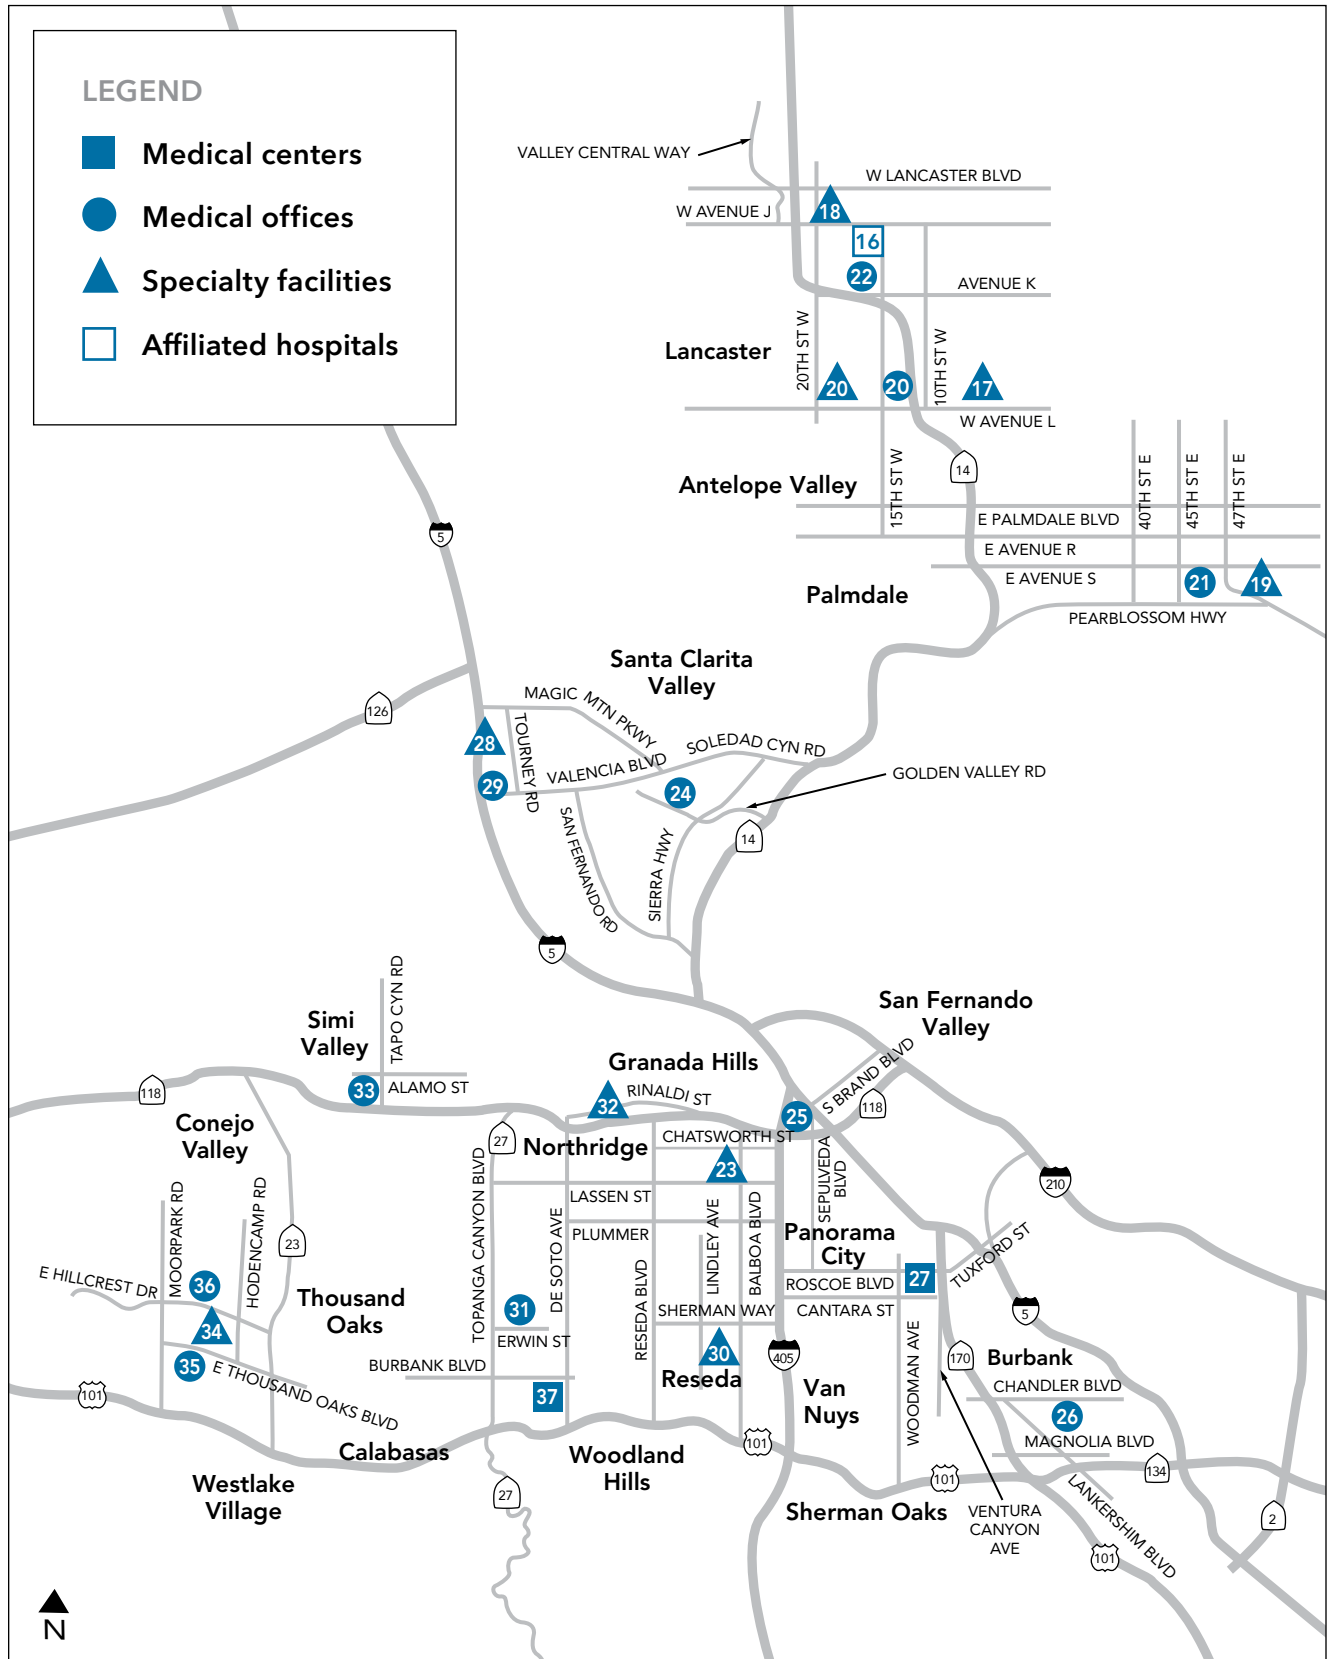 LEGEND
Medical centers
Medical offices
Specialty facilities
Affiliated hospitals
VALLEY CENTRAL WAY
W LANCASTER BLVD
W AVENUE J
18
16
22
AVENUE K
20TH ST W
10TH ST W
Lancaster
20
20
17
W AVENUE L
14
15TH ST W
40TH ST E
45TH ST E
47TH ST E
Antelope Valley
5
E PALMDALE BLVD
E AVENUE R
E AVENUE S
21
19
Palmdale
PEARBLOSSOM HWY
Santa Clarita
Valley
126
MAGIC MTN PKWY
28
TOURNEY RD
SOLEDAD CYN RD
VALENCIA BLVD
29
24
GOLDEN VALLEY RD
14
SAN FERNANDO RD
SIERRA HWY
5
TAPO CYN RD
San Fernando
Valley
Simi
Valley
Granada Hills
33
ALAMO ST
118
32
RINALDI ST
25
S BRAND BLVD
118
Conejo
Valley
27
Northridge
CHATSWORTH ST
23
SEPULVEDA
BLVD
210
TOPANGA CANYON BLVD
LASSEN ST
MOORPARK RD
HODENCAMP RD
23
DE SOTO AVE
PLUMMER
LINDLEY AVE
BALBOA BLVD
Panorama
City
TUXFORD ST
E HILLCREST DR
36
ROSCOE BLVD
27
Thousand
Oaks
31
RESEDA BLVD
SHERMAN WAY
CANTARA ST
5
34
ERWIN ST
30
405
WOODMAN AVE
170
Burbank
35
E THOUSAND OAKS BLVD
BURBANK BLVD
Reseda
101
37
Van
Nuys
CHANDLER BLVD
26
Calabasas
Woodland
Hills
101
MAGNOLIA BLVD
134
Westlake
Village
27
101
Sherman Oaks
VENTURA
CANYON
AVE
LANKERSHIM BLVD
2
101
N